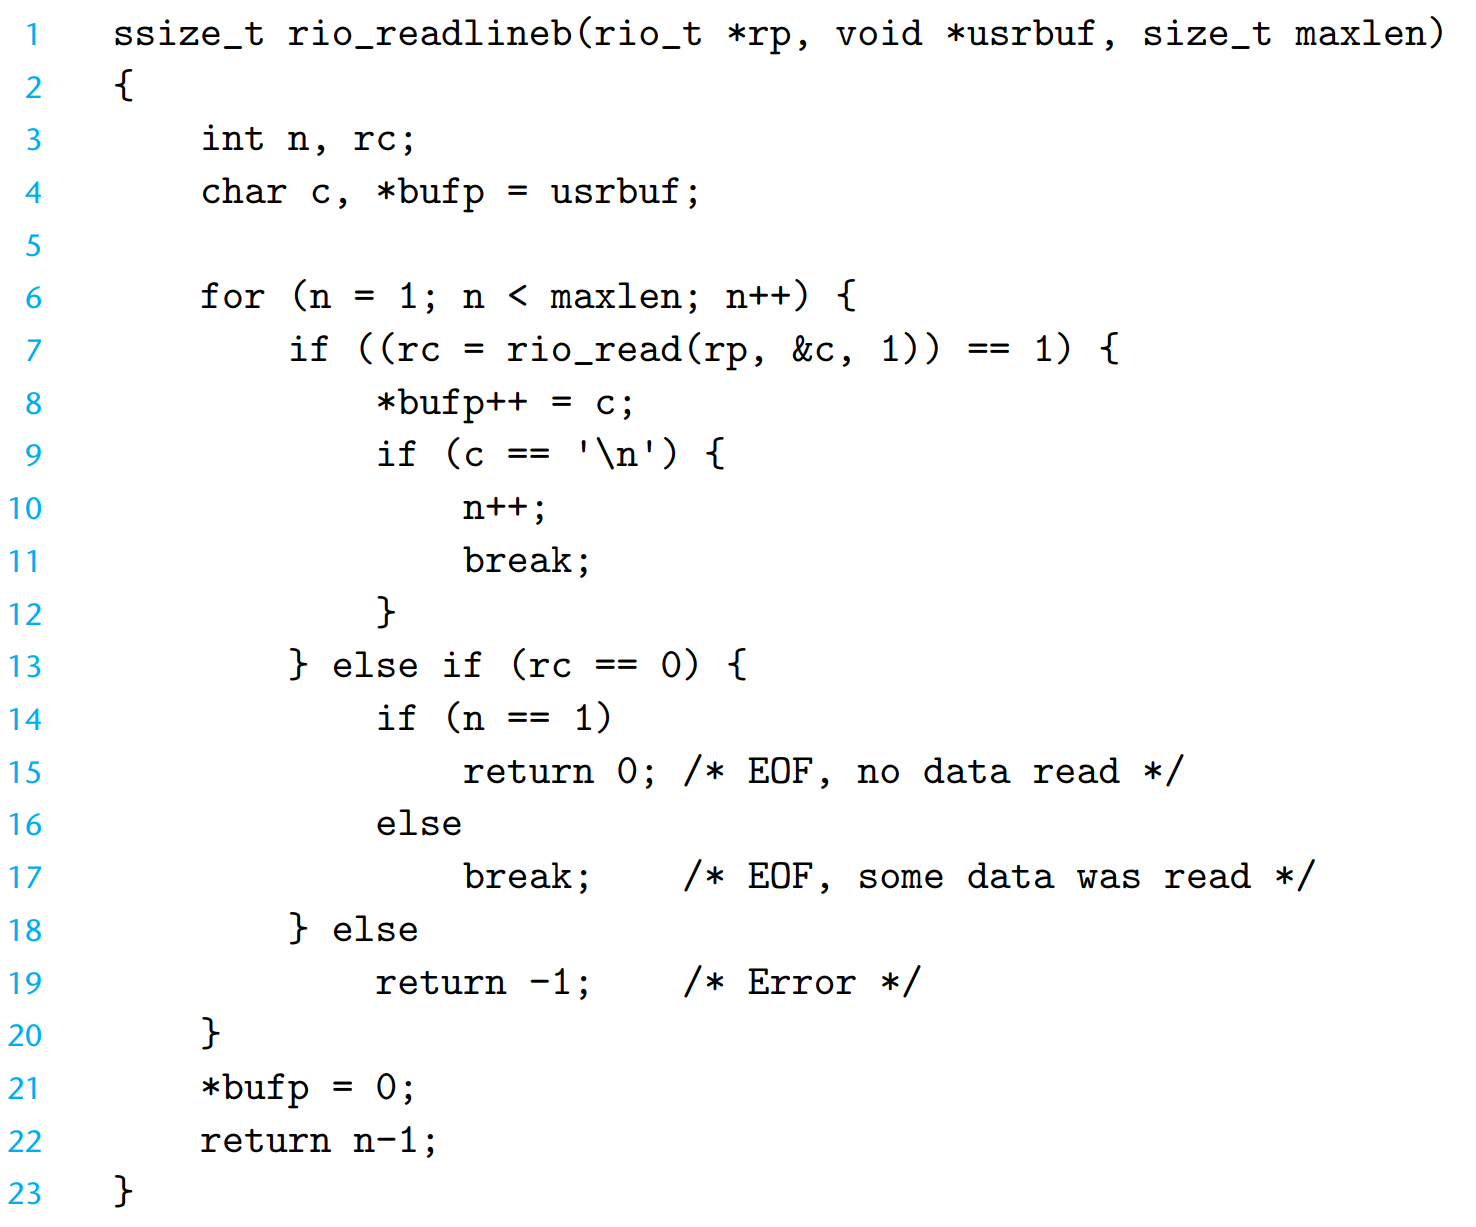 1 ssize_t rio_readlineb(rio_t *rp, void *usrbuf, size_t maxlen)
2 {
3     int n, rc;
4     char c, *bufp = usrbuf;
5
6     for (n = 1; n < maxlen; n++) {
7         if ((rc = rio_read(rp, &c, 1)) == 1) {
8             *bufp++ = c;
9             if (c == '\n') {
10                 n++;
11                 break;
12             }
13         } else if (rc == 0) {
14             if (n == 1)
15                 return 0; /* EOF, no data read */
16             else
17                 break;    /* EOF, some data was read */
18         } else
19             return -1;    /* Error */
20     }
21     *bufp = 0;
22     return n-1;
23 }